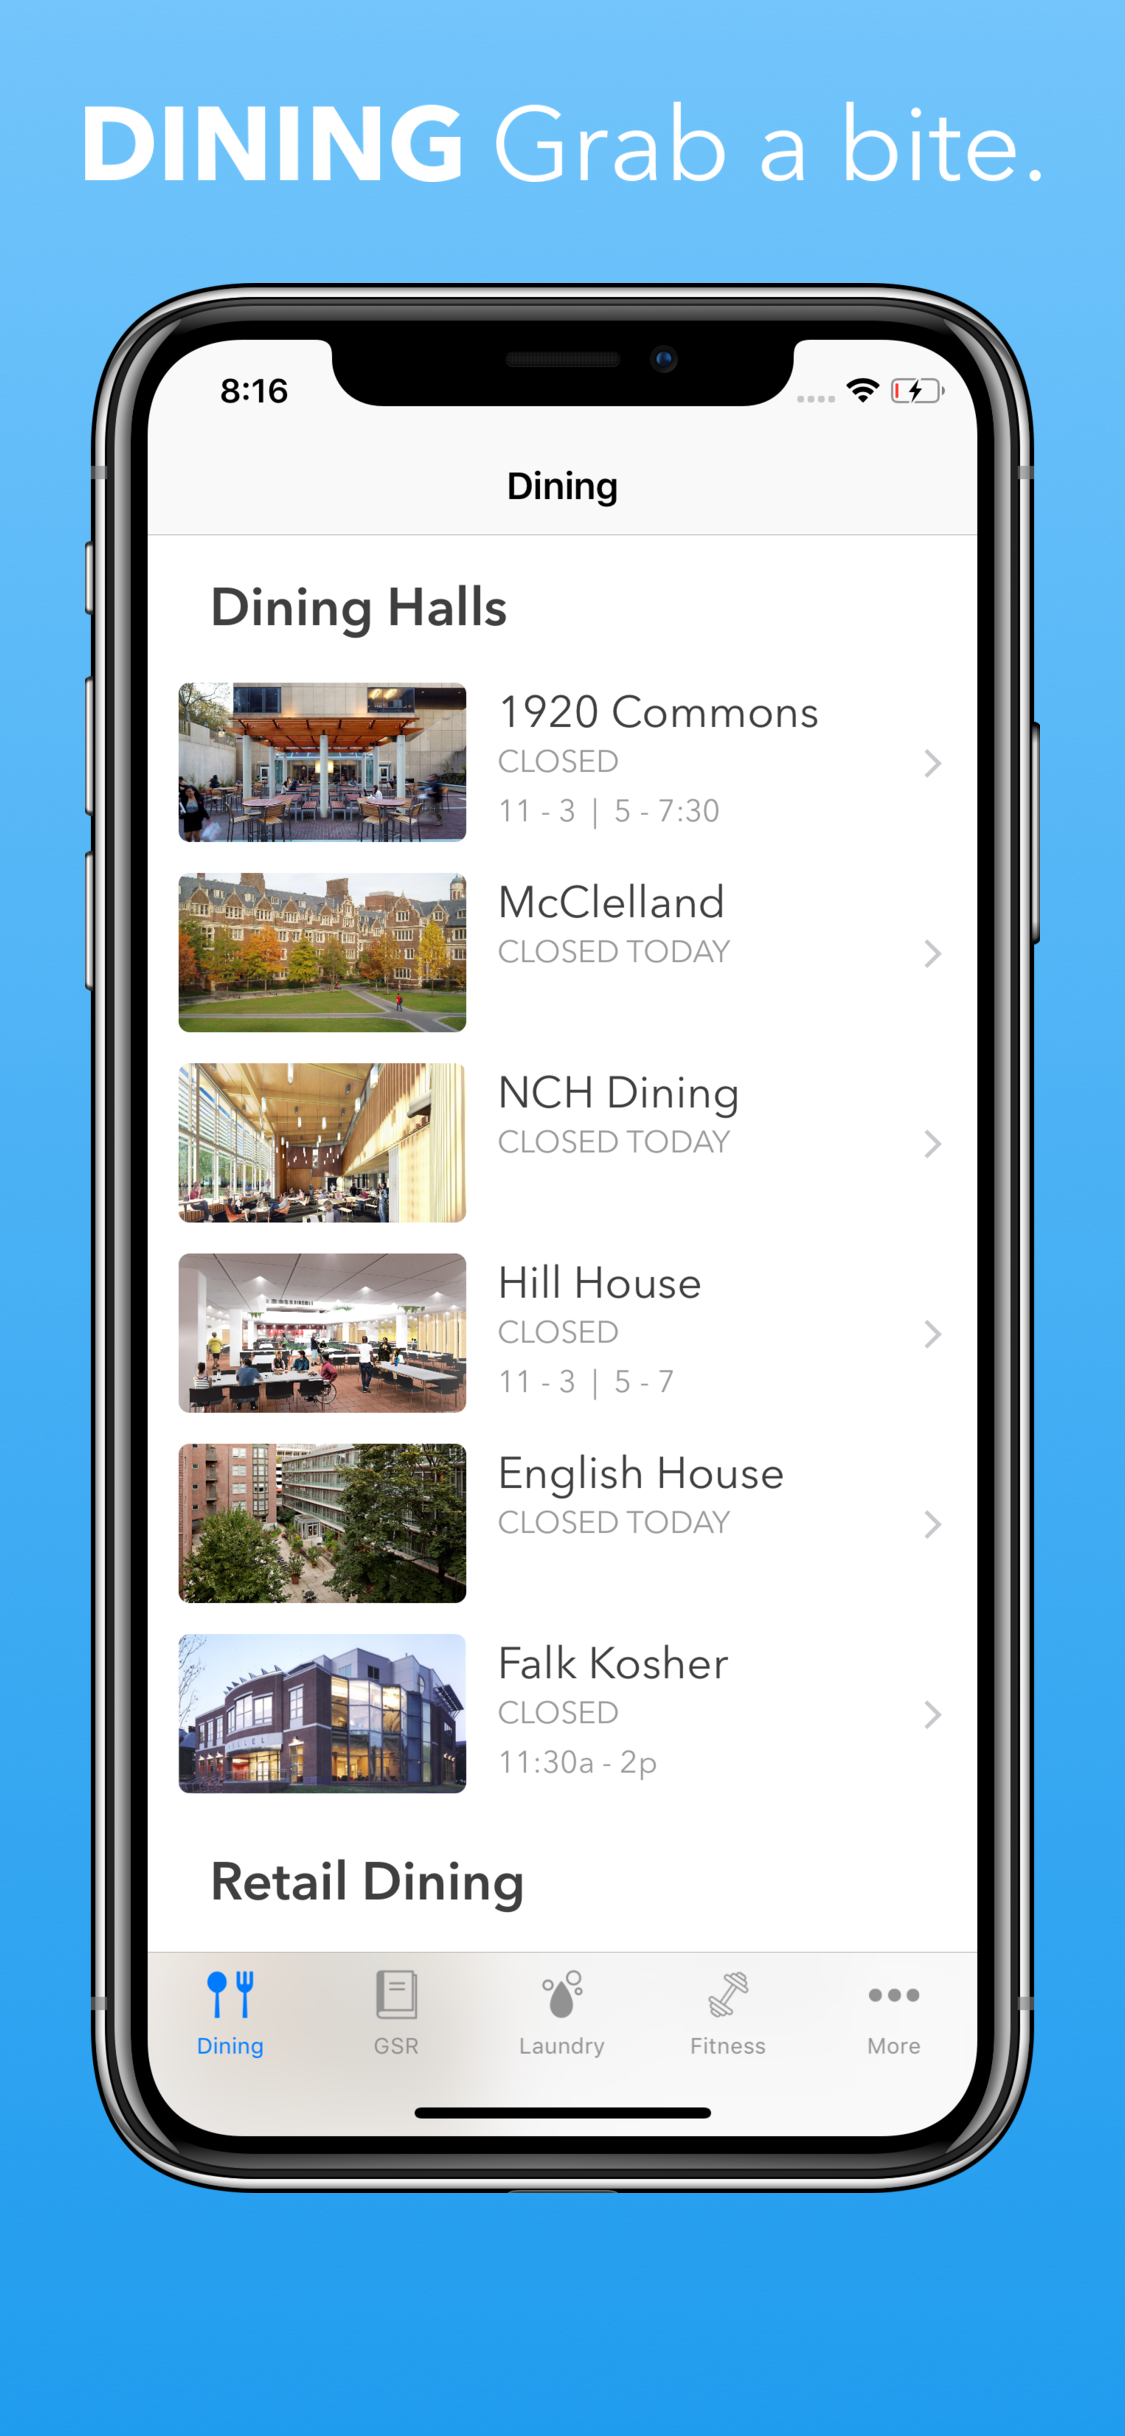 DINING Grab a bite.
8:16
Dining
Dining Halls
1920 Commons
CLOSED
11 - 3 | 5 - 7:30
McClelland
CLOSED TODAY
NCH Dining
CLOSED TODAY
Hill House
CLOSED
11 - 3 | 5 - 7
English House
CLOSED TODAY
Falk Kosher
CLOSED
11:30a - 2p
Retail Dining
Dining
GSR
Laundry
Fitness
More